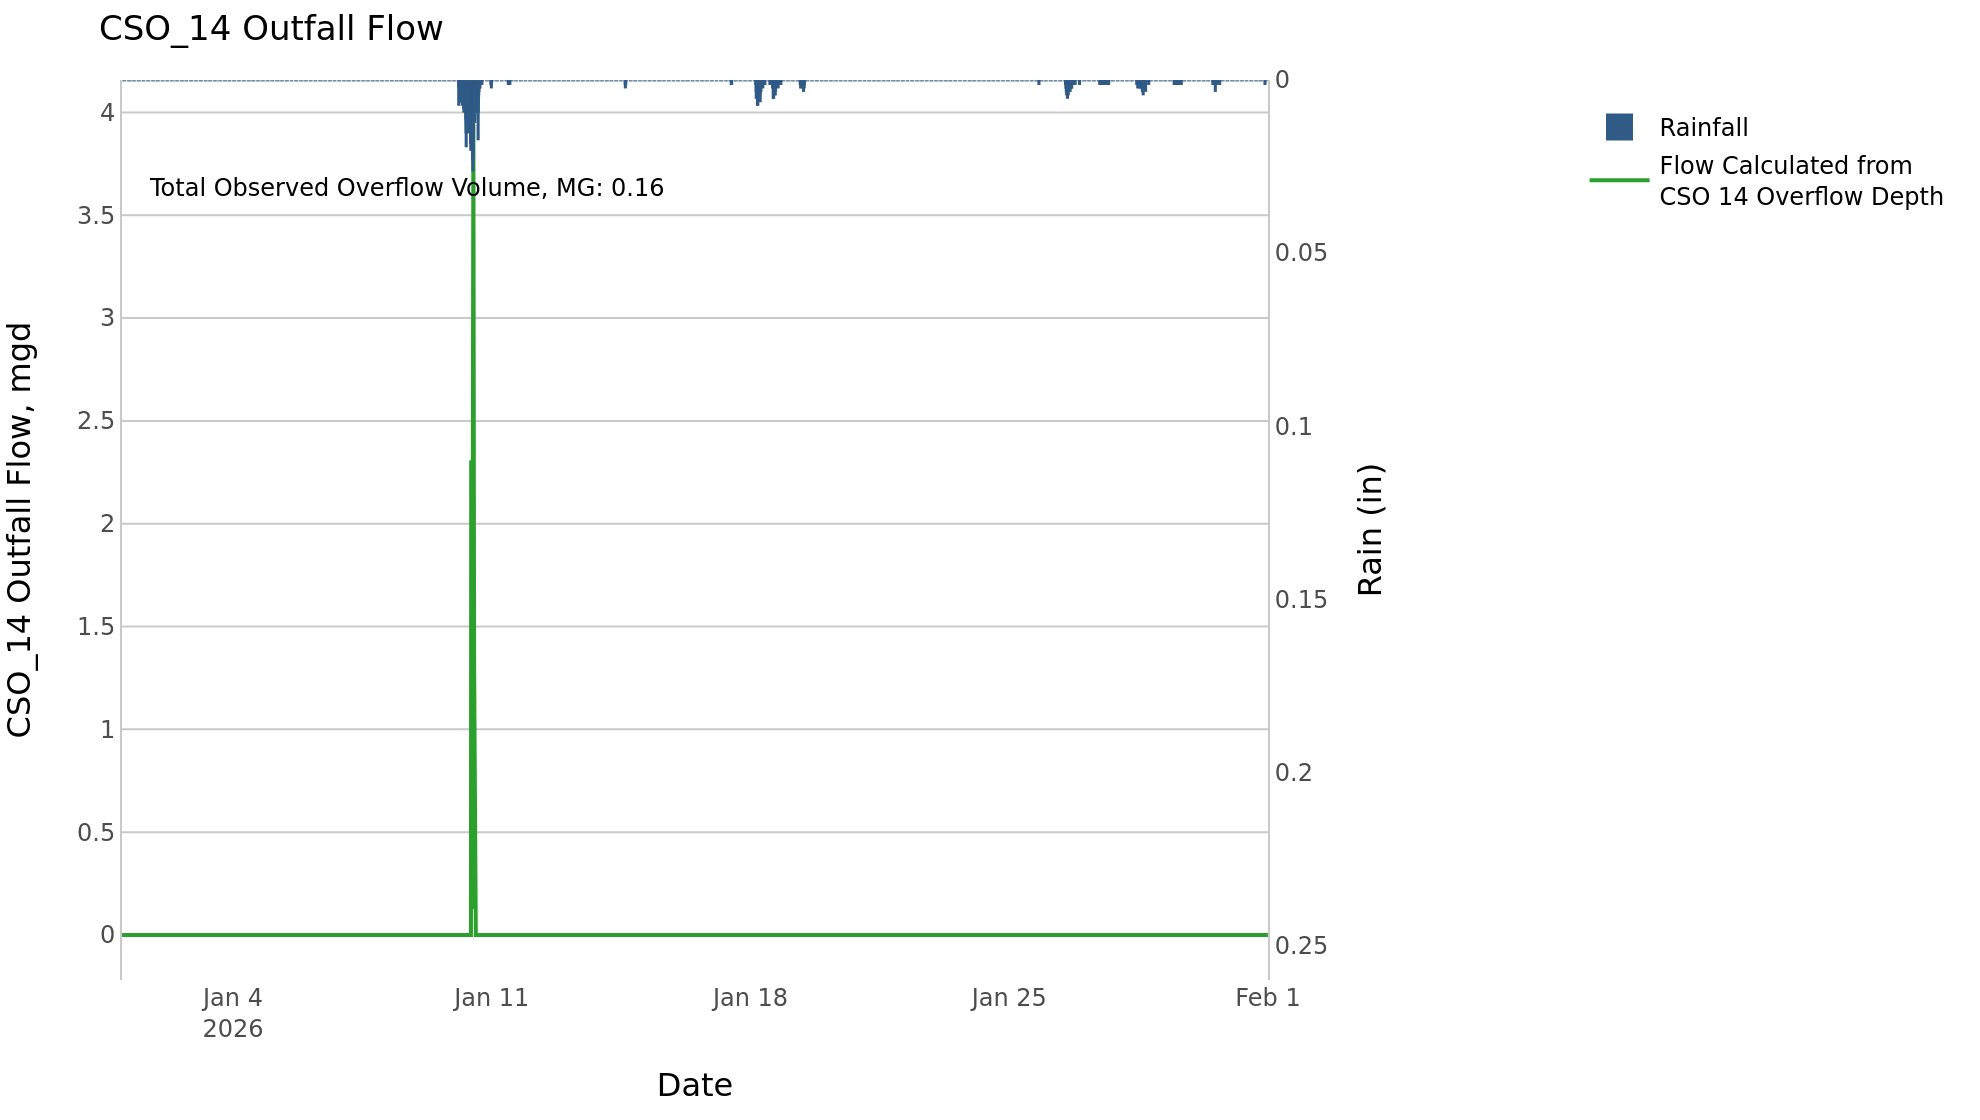 CSO_14 Outfall Flow
Total Observed Overflow Volume, MG: 0.16
CSO_14 Outfall Flow, mgd
4
3.5
3
2.5
2
1.5
1
0.5
0
0
0.05
0.1
0.15
0.2
0.25
Rain (in)
Rainfall
Flow Calculated from
CSO 14 Overflow Depth
Jan 4
2026
Jan 11
Jan 18
Jan 25
Feb 1
Date